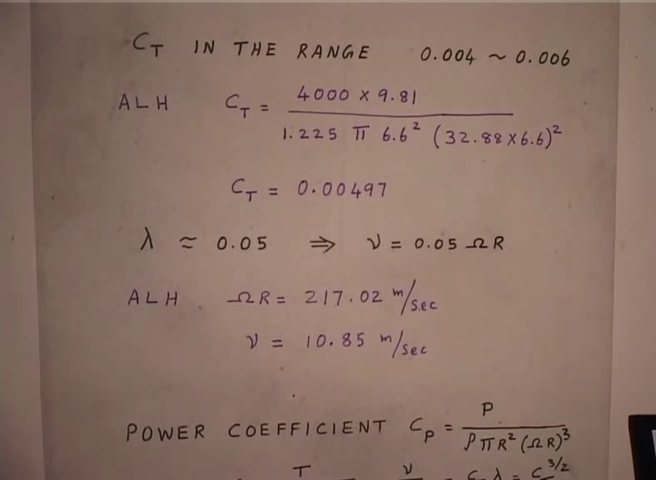 C_T IN THE RANGE 0.004 ~ 0.006
ALH C_T = 4000 × 9.81 / 1.225 π 6.6² (32.88×6.6)²
C_T = 0.00497
λ ≈ 0.05 ⇒ ν = 0.05 ΩR
ALH ΩR = 217.02 m/sec
ν = 10.85 m/sec
POWER COEFFICIENT C_P = P / ρπR²(ΩR)³
T ν = C λ = C^3/2